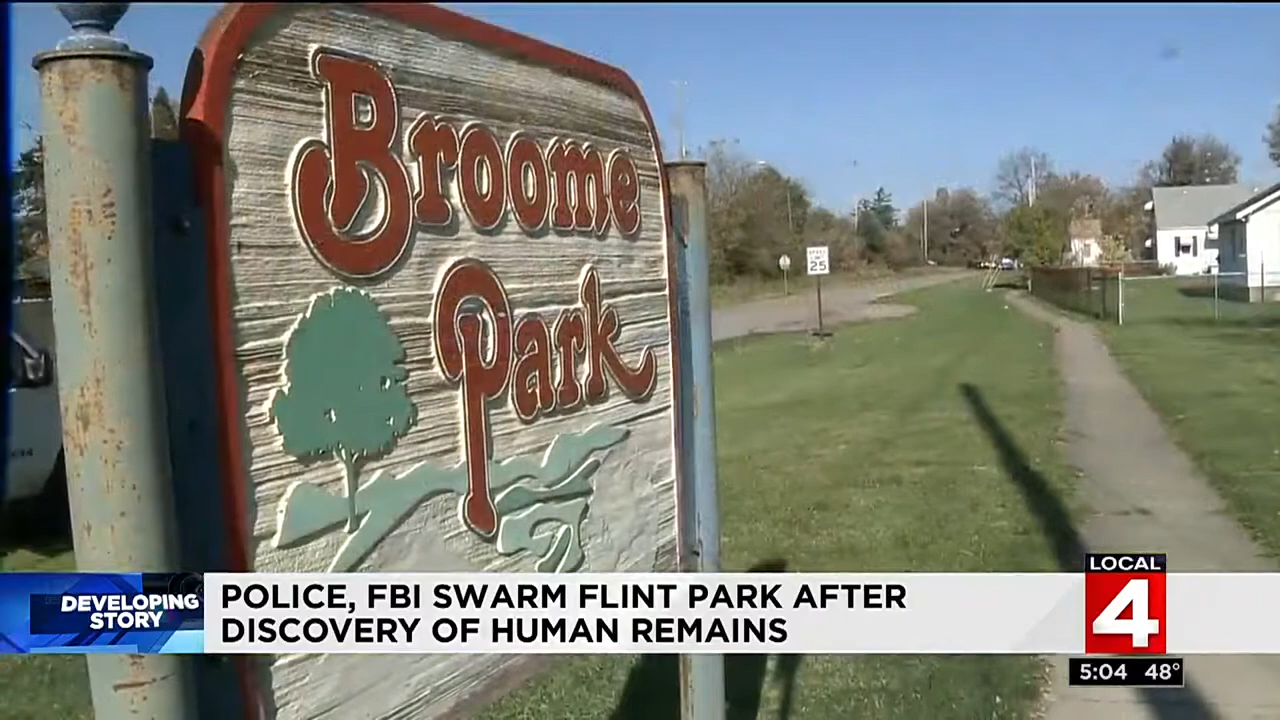 Broome
Park
SPEED
LIMIT
25
DEVELOPING
STORY
POLICE, FBI SWARM FLINT PARK AFTER
DISCOVERY OF HUMAN REMAINS
LOCAL
4
5:04 48°